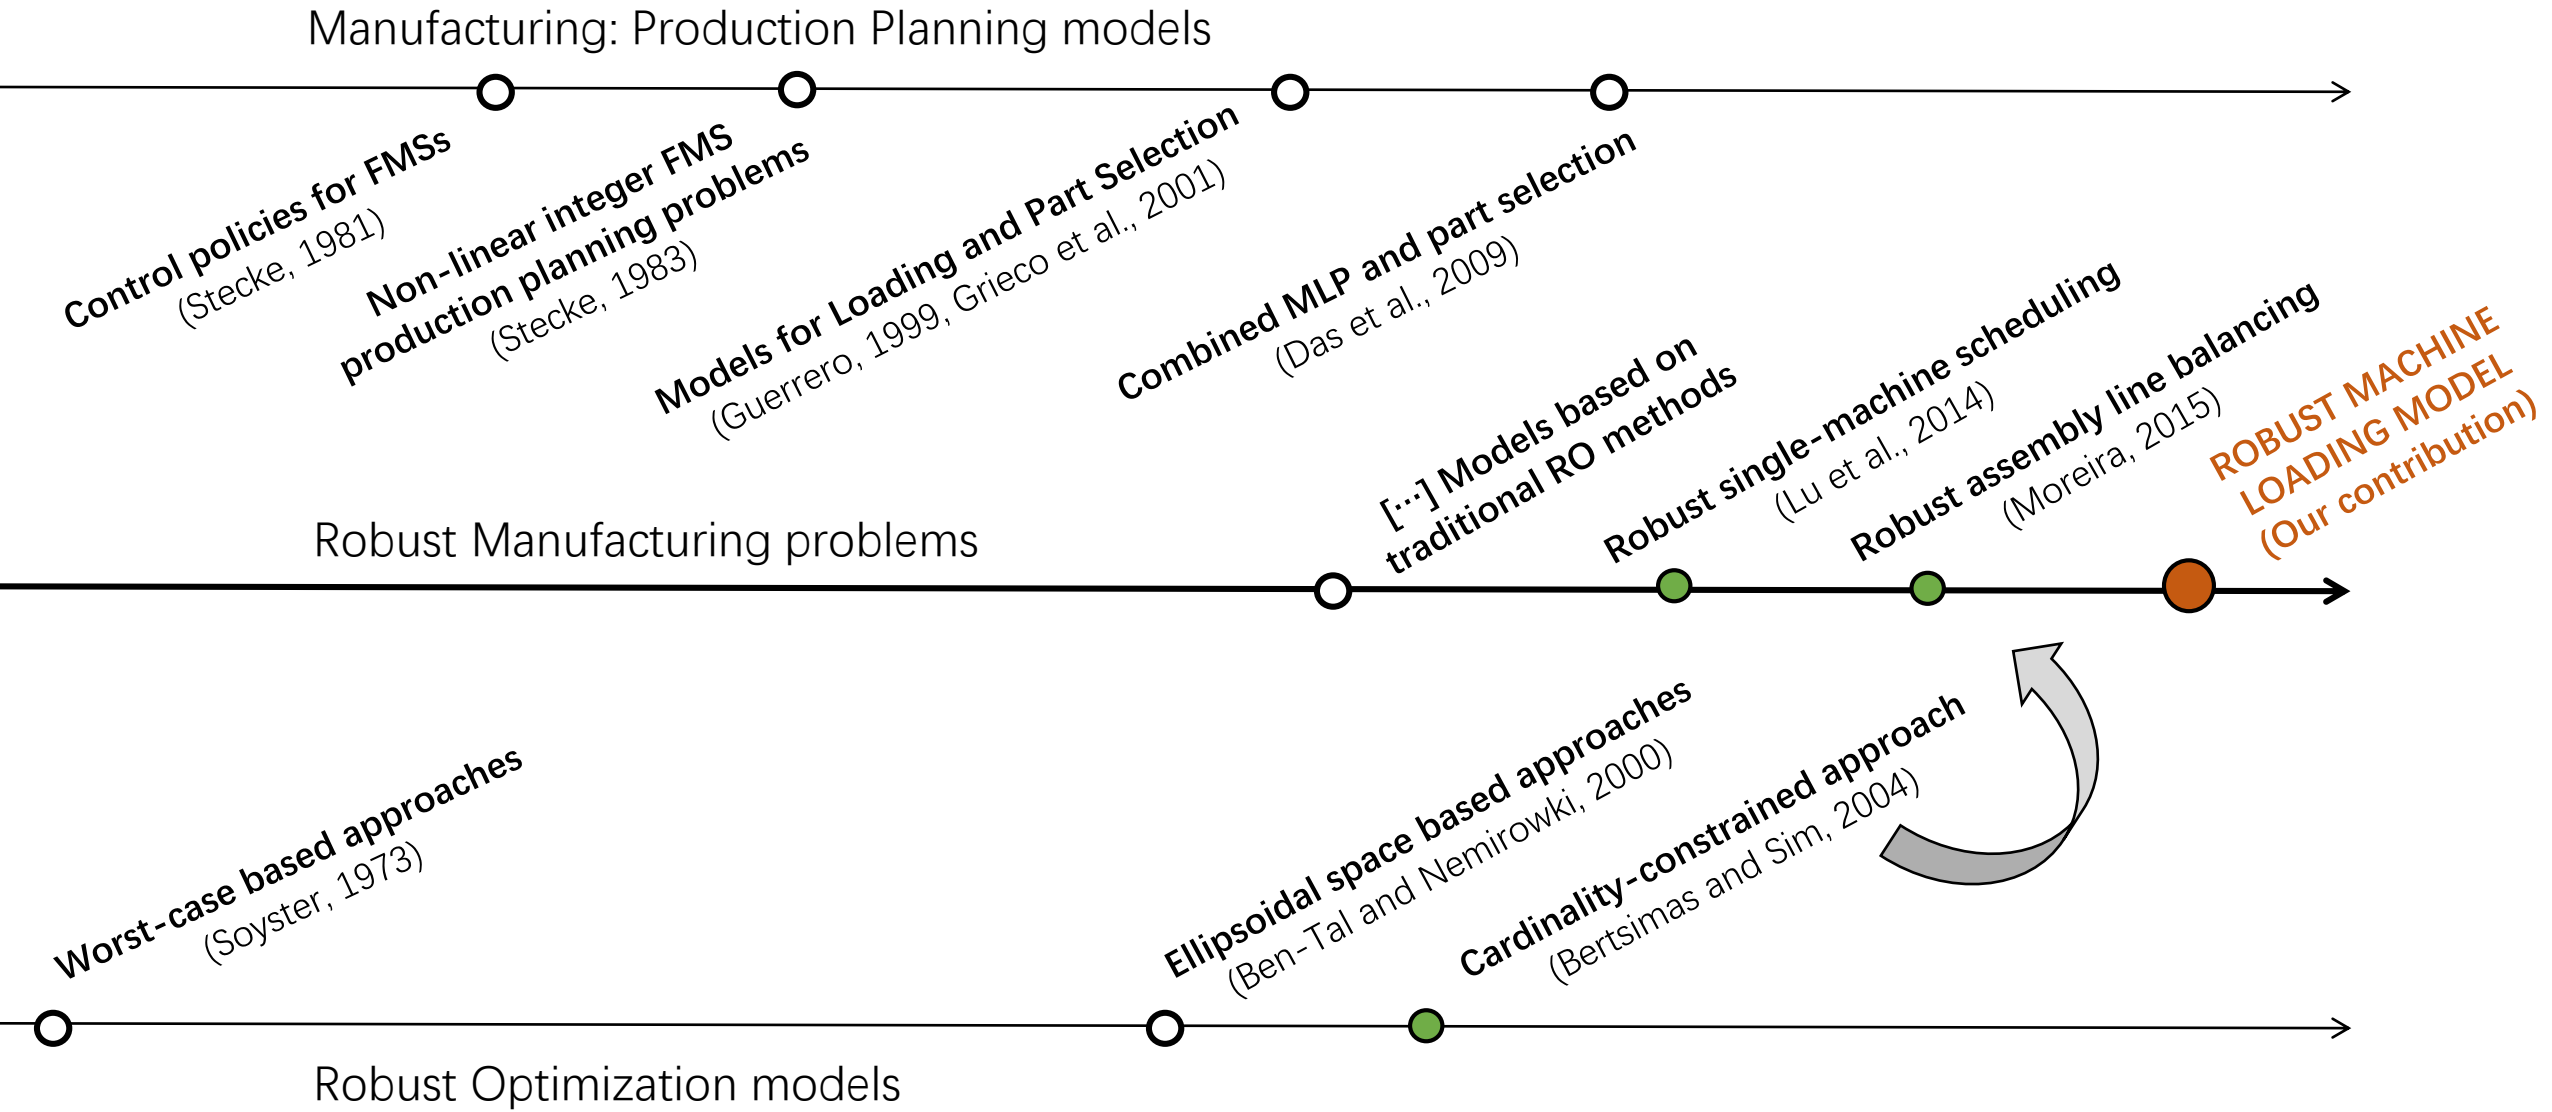 Manufacturing: Production Planning models
Control policies for FMSs
(Stecke, 1981)
Non-linear integer FMS
production planning problems
(Stecke, 1983)
Models for Loading and Part Selection
(Guerrero, 1999, Grieco et al., 2001)
Combined MLP and part selection
(Das et al., 2009)
Robust Manufacturing problems
[...] Models based on
traditional RO methods
Robust single-machine scheduling
(Lu et al., 2014)
Robust assembly line balancing
(Moreira, 2015)
ROBUST MACHINE
LOADING MODEL
(Our contribution)
Worst-case based approaches
(Soyster, 1973)
Ellipsoidal space based approaches
(Ben-Tal and Nemirowki, 2000)
Cardinality-constrained approach
(Bertsimas and Sim, 2004)
Robust Optimization models